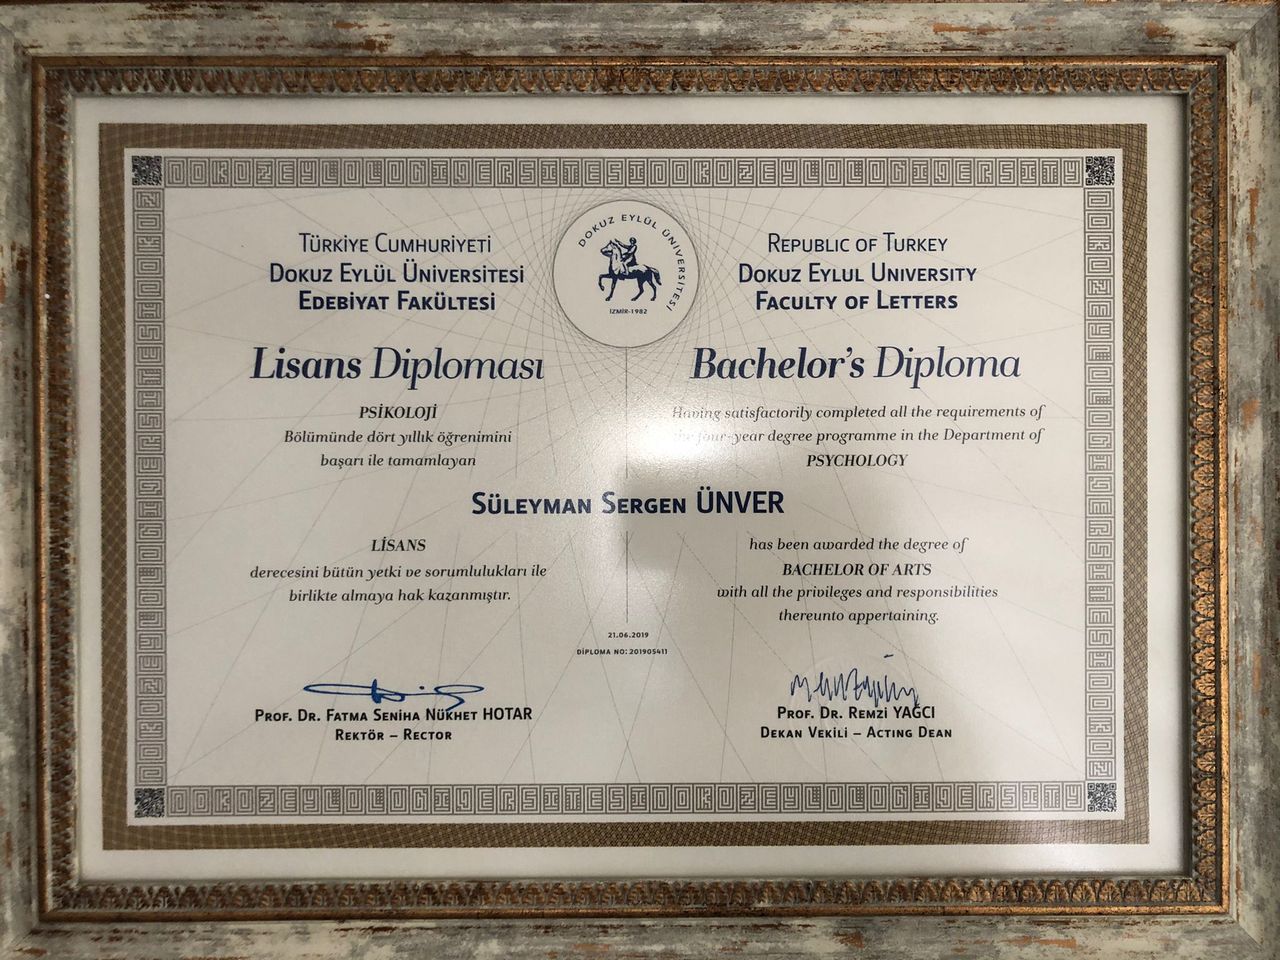 DOKUZ EYLÜL ÜNİVERSİTESİ
İZMİR-1982
TÜRKİYE CUMHURİYETİ
DOKUZ EYLÜL ÜNİVERSİTESİ
EDEBİYAT FAKÜLTESİ
Lisans Diploması
PSİKOLOJİ
Bölümünde dört yıllık öğrenimini
başarı ile tamamlayan
REPUBLIC OF TURKEY
DOKUZ EYLUL UNIVERSITY
FACULTY OF LETTERS
Bachelor's Diploma
Having satisfactorily completed all the requirements of
the four-year degree programme in the Department of
PSYCHOLOGY
SÜLEYMAN SERGEN ÜNVER
LİSANS
derecesini bütün yetki ve sorumlulukları ile
birlikte almaya hak kazanmıştır.
has been awarded the degree of
BACHELOR OF ARTS
with all the privileges and responsibilities
thereunto appertaining.
21.06.2019
DİPLOMA NO: 201905411
PROF. DR. FATMA SENİHA NÜKHET HOTAR
REKTÖR – RECTOR
PROF. DR. REMZİ YAĞCI
DEKAN VEKİLİ – ACTING DEAN